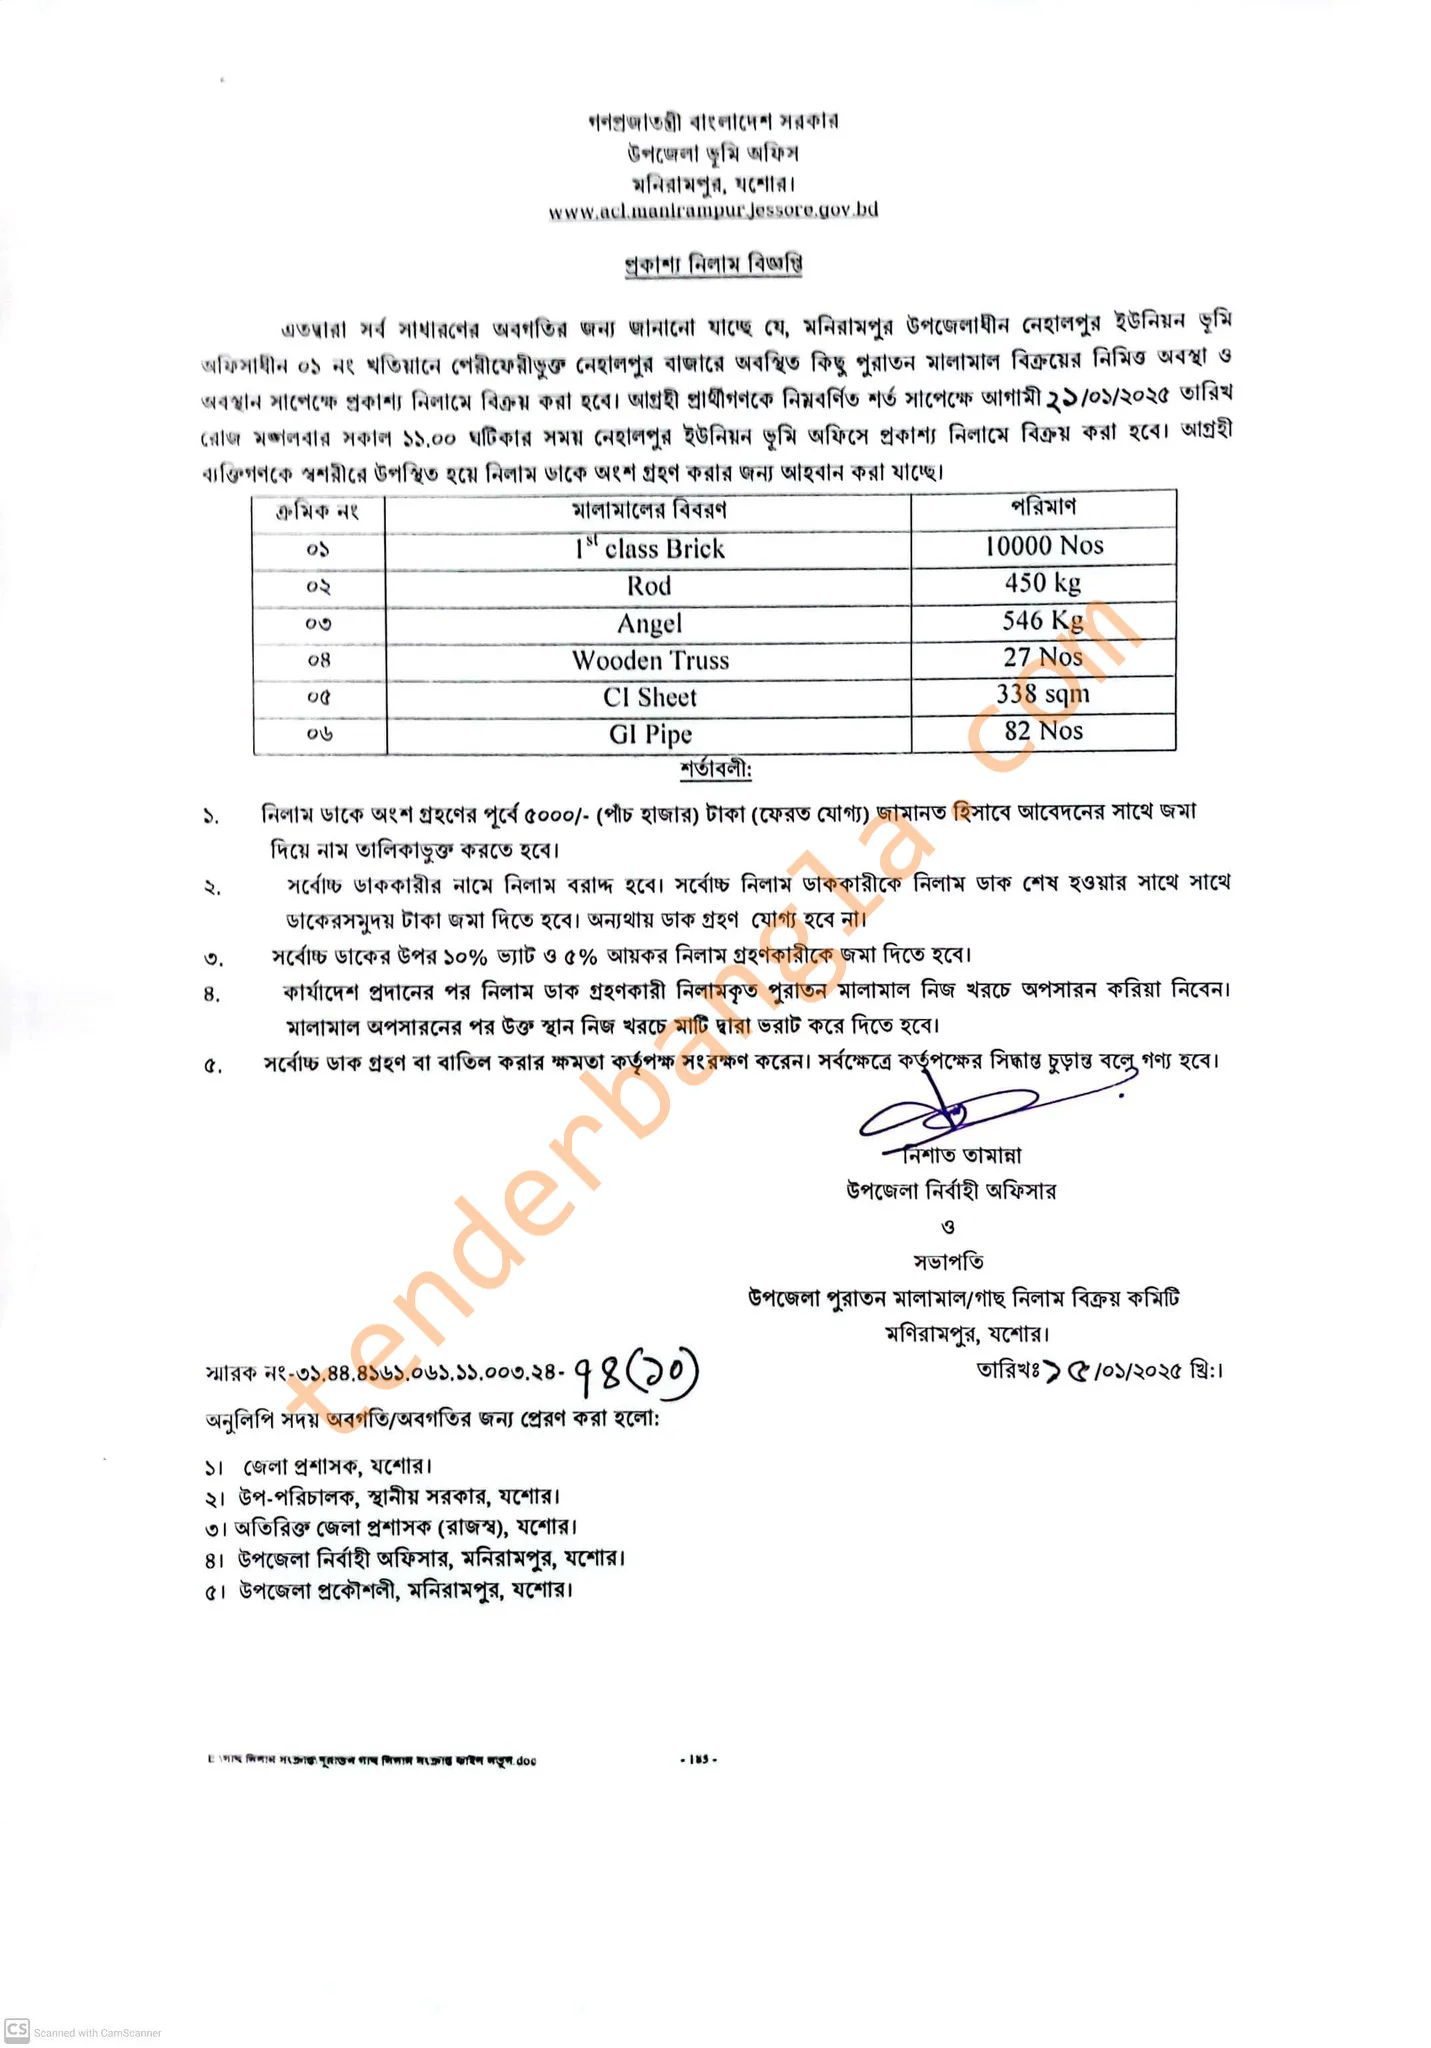 গণপ্রজাতন্ত্রী বাংলাদেশ সরকার
উপজেলা ভূমি অফিস
মনিরামপুর, যশোর।
www.acl.manirampur.jessore.gov.bd
প্রকাশ্য নিলাম বিজ্ঞপ্তি
এতদ্বারা সর্ব সাধারণের অবগতির জন্য জানানো যাচ্ছে যে, মনিরামপুর উপজেলাধীন নেহালপুর ইউনিয়ন ভূমি
অফিসাধীন ০১ নং খতিয়ানে পেরীফেরীভুক্ত নেহালপুর বাজারে অবস্থিত কিছু পুরাতন মালামাল বিক্রয়ের নিমিত্ত অবস্থা ও
অবস্থান সাপেক্ষে প্রকাশ্য নিলামে বিক্রয় করা হবে। আগ্রহী প্রার্থীগণকে নিম্নবর্ণিত শর্ত সাপেক্ষে আগামী ২১/০১/২০২৫ তারিখ
রোজ মঙ্গলবার সকাল ১১.০০ ঘটিকার সময় নেহালপুর ইউনিয়ন ভূমি অফিসে প্রকাশ্য নিলামে বিক্রয় করা হবে। আগ্রহী
ব্যক্তিগণকে স্বশরীরে উপস্থিত হয়ে নিলাম ডাকে অংশ গ্রহণ করার জন্য আহবান করা যাচ্ছে।
ক্রমিক নং মালামালের বিবরণ পরিমাণ
০১ 1st class Brick 10000 Nos
০২ Rod 450 kg
০৩ Angel 546 Kg
০৪ Wooden Truss 27 Nos
০৫ CI Sheet 338 sqm
০৬ GI Pipe 82 Nos
শর্তাবলী:
১. নিলাম ডাকে অংশ গ্রহণের পূর্বে ৫০০০/- (পাঁচ হাজার) টাকা (ফেরত যোগ্য) জামানত হিসাবে আবেদনের সাথে জমা
দিয়ে নাম তালিকাভুক্ত করতে হবে।
২. সর্বোচ্চ ডাককারীর নামে নিলাম বরাদ্দ হবে। সর্বোচ্চ নিলাম ডাককারীকে নিলাম ডাক শেষ হওয়ার সাথে সাথে
ডাকেরসমুদয় টাকা জমা দিতে হবে। অন্যথায় ডাক গ্রহণ যোগ্য হবে না।
৩. সর্বোচ্চ ডাকের উপর ১০% ভ্যাট ও ৫% আয়কর নিলাম গ্রহণকারীকে জমা দিতে হবে।
৪. কার্যাদেশ প্রদানের পর নিলাম ডাক গ্রহণকারী নিলামকৃত পুরাতন মালামাল নিজ খরচে অপসারন করিয়া নিবেন।
মালামাল অপসারনের পর উক্ত স্থান নিজ খরচে মাটি দ্বারা ভরাট করে দিতে হবে।
৫. সর্বোচ্চ ডাক গ্রহণ বা বাতিল করার ক্ষমতা কর্তৃপক্ষ সংরক্ষণ করেন। সর্বক্ষেত্রে কর্তৃপক্ষের সিদ্ধান্ত চুড়ান্ত বলে গণ্য হবে।
নিশাত তামান্না
উপজেলা নির্বাহী অফিসার
ও
সভাপতি
উপজেলা পুরাতন মালামাল/গাছ নিলাম বিক্রয় কমিটি
মণিরামপুর, যশোর।
স্মারক নং-৩১.৪৪.৪১৬১.০৬১.১১.০০৩.২৪- ৭৪(১০) তারিখঃ ১৫/০১/২০২৫ খ্রি:।
অনুলিপি সদয় অবগতি/অবগতির জন্য প্রেরণ করা হলো:
১। জেলা প্রশাসক, যশোর।
২। উপ-পরিচালক, স্থানীয় সরকার, যশোর।
৩। অতিরিক্ত জেলা প্রশাসক (রাজস্ব), যশোর।
৪। উপজেলা নির্বাহী অফিসার, মনিরামপুর, যশোর।
৫। উপজেলা প্রকৌশলী, মনিরামপুর, যশোর।
E:\গাছ নিলাম সংক্রান্ত\পুরাতন গাছ নিলাম সংক্রান্ত ফাইল নতুন.doc - 185 -
tenderbangla.com
CS Scanned with CamScanner